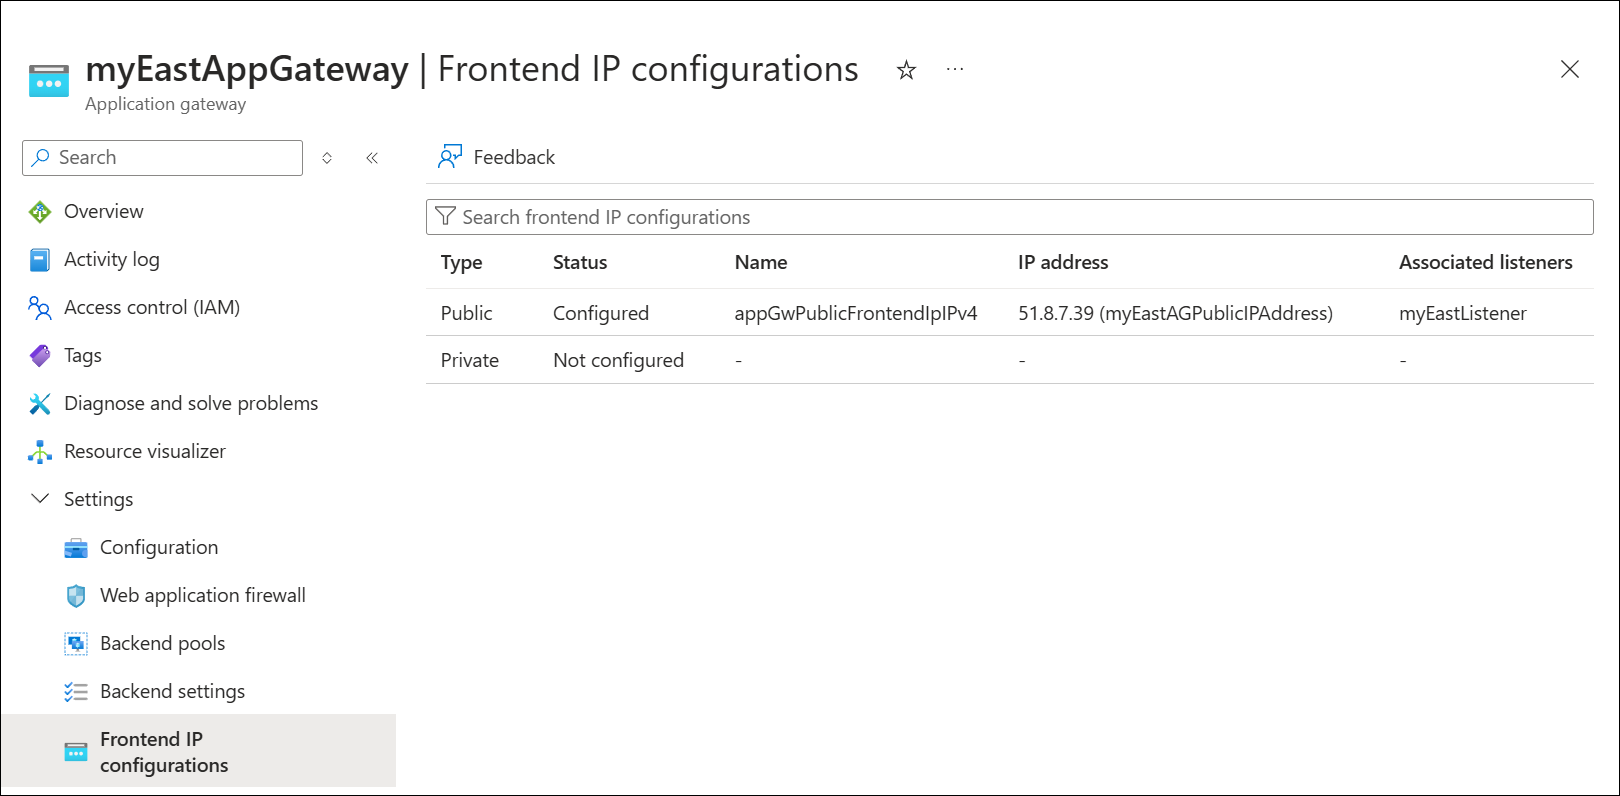 myEastAppGateway | Frontend IP configurations
Application gateway
Search
Overview
Activity log
Access control (IAM)
Tags
Diagnose and solve problems
Resource visualizer
Settings
Configuration
Web application firewall
Backend pools
Backend settings
Frontend IP
configurations
Feedback
Search frontend IP configurations
Type Status Name IP address Associated listeners
Public Configured appGwPublicFrontendIpIPv4 51.8.7.39 (myEastAGPublicIPAddress) myEastListener
Private Not configured - - -